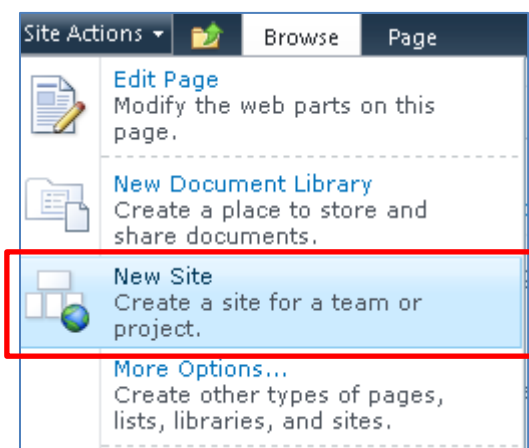 Site Actions Browse Page
Edit Page
Modify the web parts on this
page.
New Document Library
Create a place to store and
share documents.
New Site
Create a site for a team or
project.
More Options...
Create other types of pages,
lists, libraries, and sites.